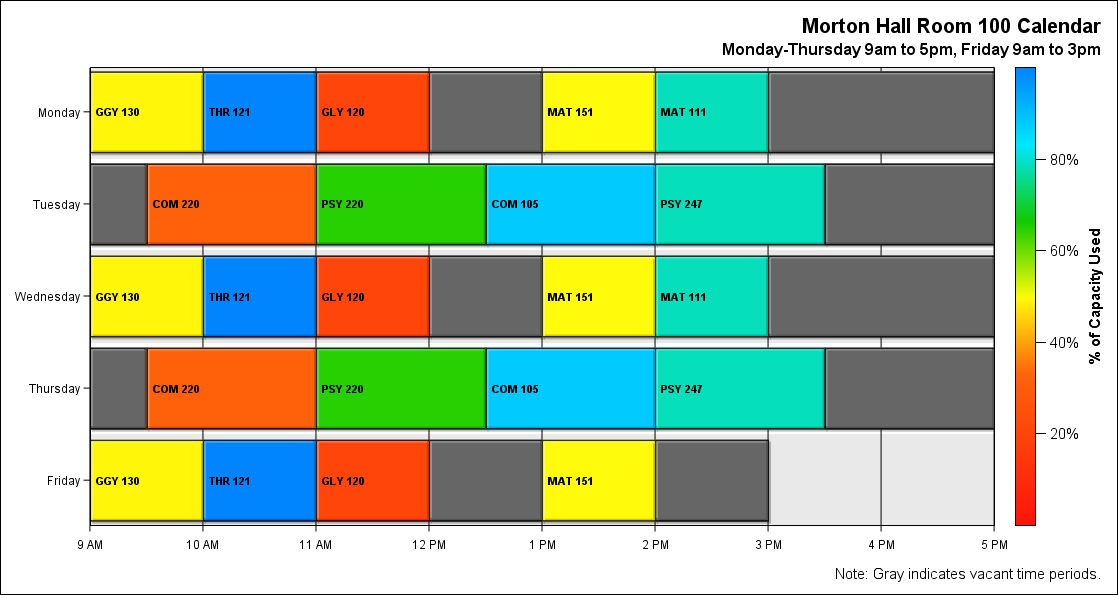 Morton Hall Room 100 Calendar
Monday-Thursday 9am to 5pm, Friday 9am to 3pm
Monday GGY 130 THR 121 GLY 120 MAT 151 MAT 111
80%
Tuesday COM 220 PSY 220 COM 105 PSY 247
60%
% of Capacity Used
Wednesday GGY 130 THR 121 GLY 120 MAT 151 MAT 111
40%
Thursday COM 220 PSY 220 COM 105 PSY 247
20%
Friday GGY 130 THR 121 GLY 120 MAT 151
9 AM 10 AM 11 AM 12 PM 1 PM 2 PM 3 PM 4 PM 5 PM
Note: Gray indicates vacant time periods.